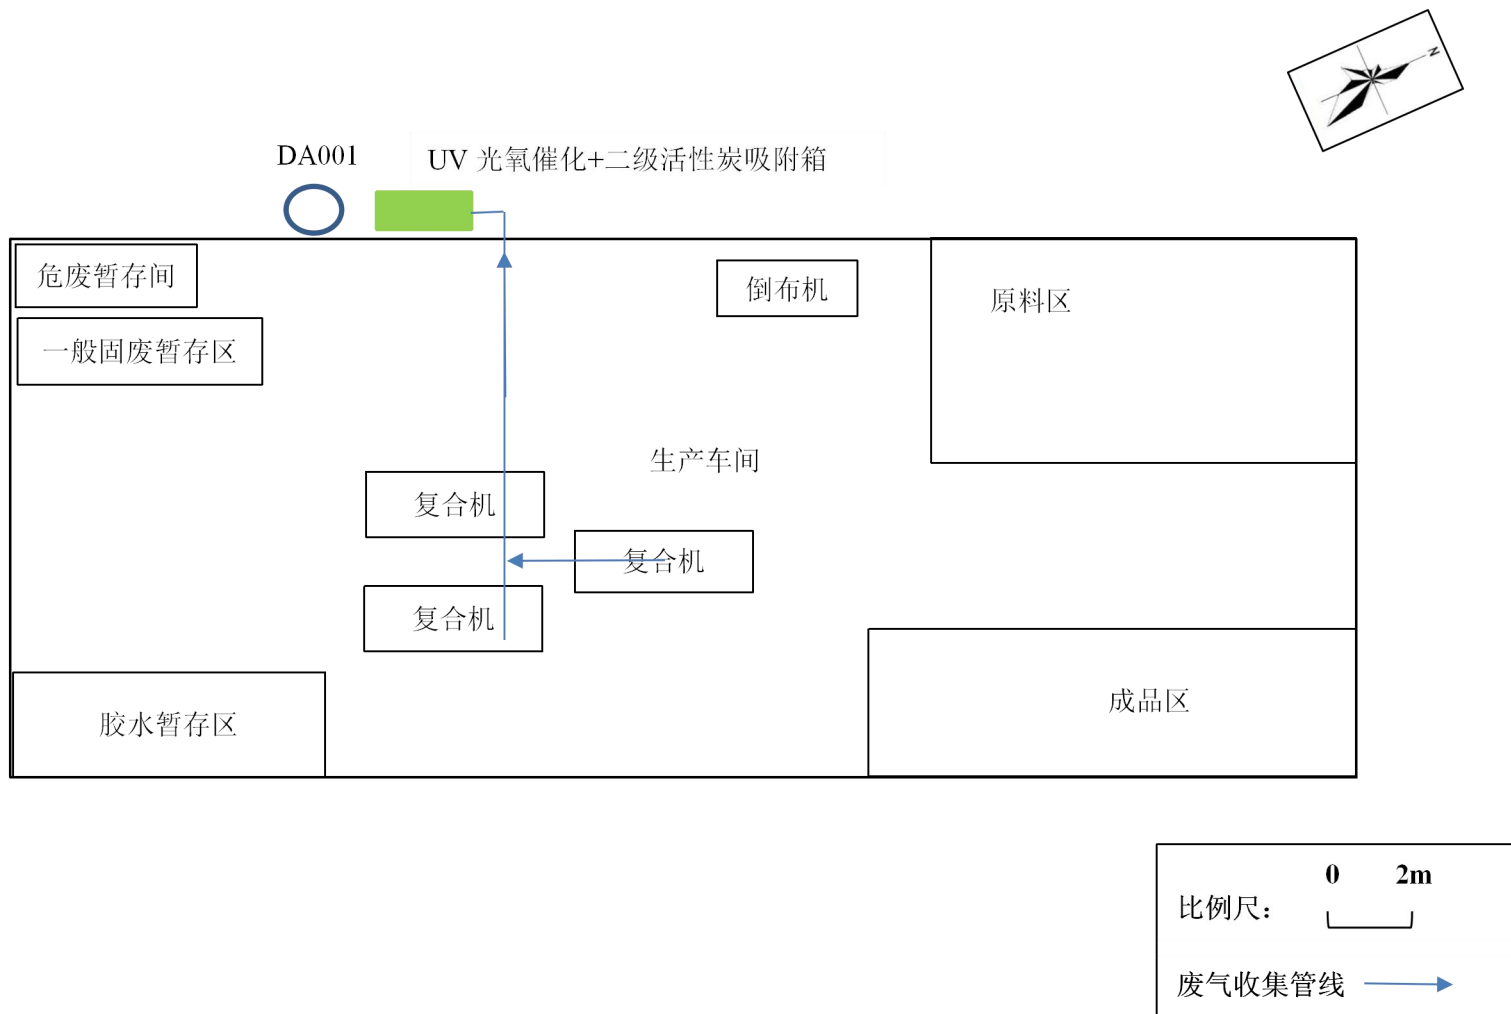 N
DA001
UV 光氧催化+二级活性炭吸附箱
危废暂存间
倒布机
原料区
一般固废暂存区
生产车间
复合机
复合机
复合机
成品区
胶水暂存区
0 2m
比例尺：
废气收集管线